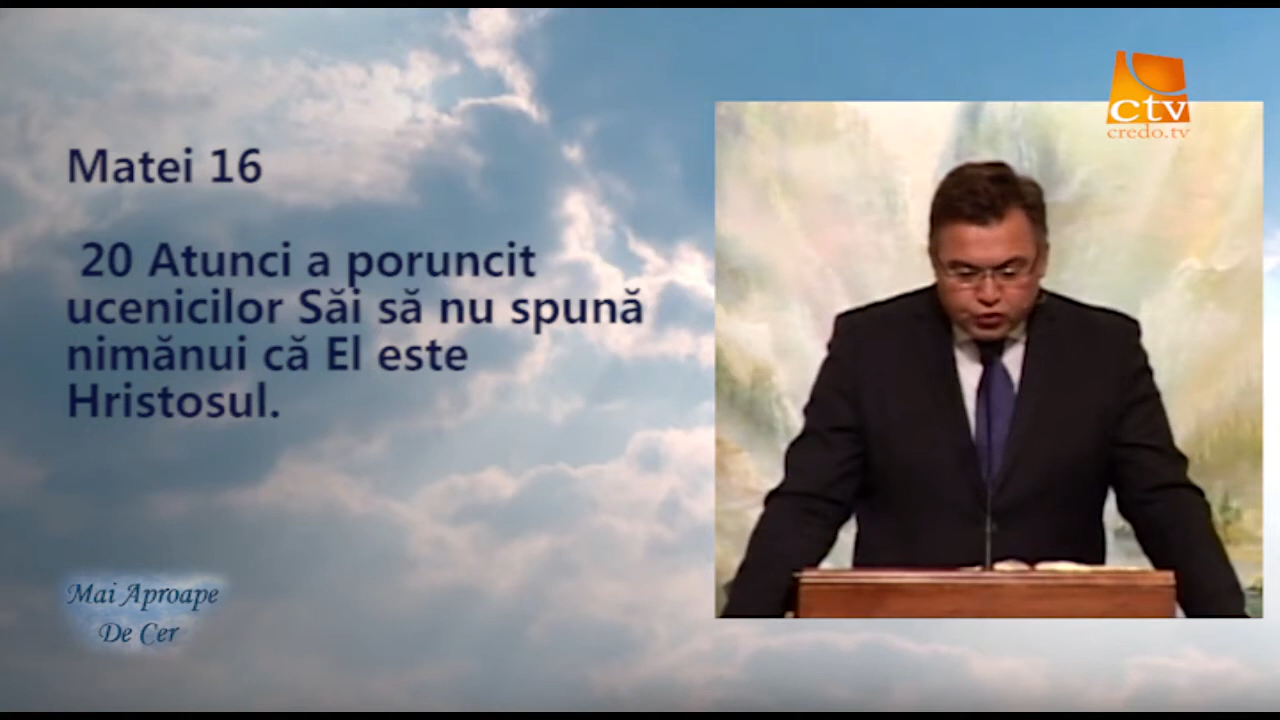 Matei 16
20 Atunci a poruncit
ucenicilor Săi să nu spună
nimănui că El este
Hristosul.
ctv
credo.tv
Mai Aproape
De Cer